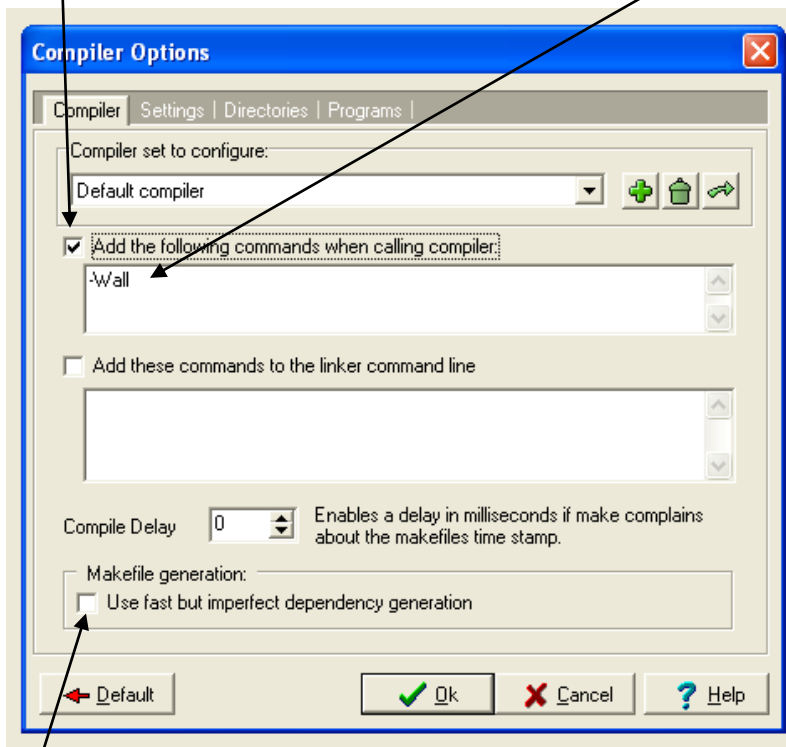 Compiler Options
Compiler Settings | Directories | Programs |
Compiler set to configure:
Default compiler
Add the following commands when calling compiler:
-Wall
Add these commands to the linker command line
Compile Delay 0 Enables a delay in milliseconds if make complains
about the makefiles time stamp.
Makefile generation:
Use fast but imperfect dependency generation
Default Ok Cancel Help